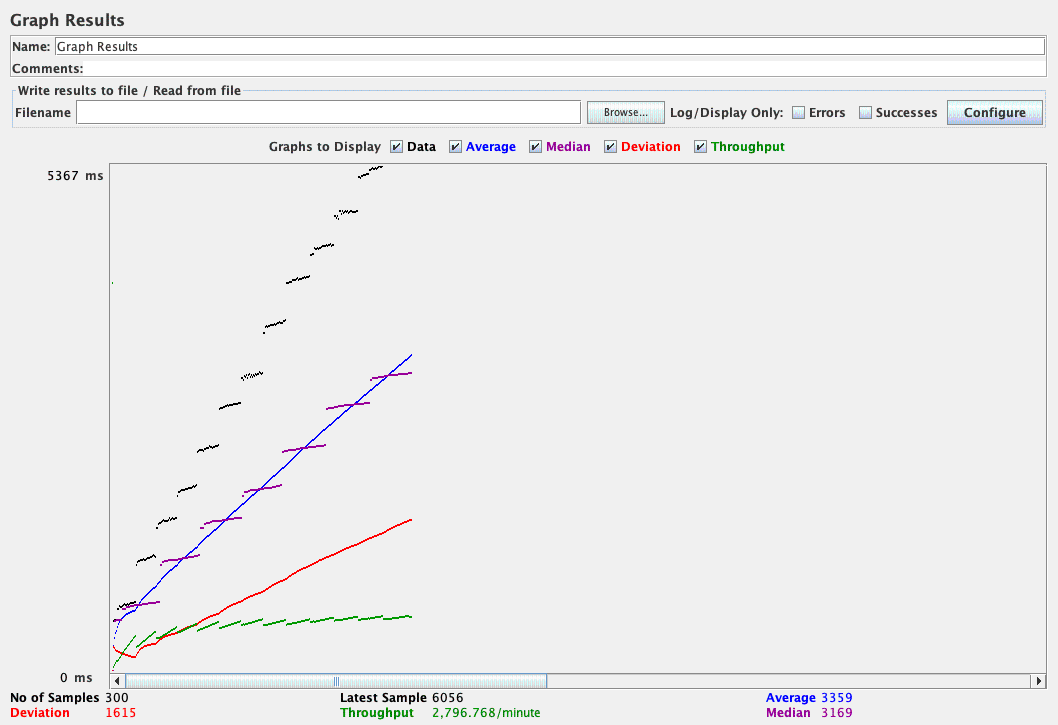 Graph Results
Name: Graph Results
Comments:
Write results to file / Read from file
Filename Browse... Log/Display Only: Errors Successes Configure
Graphs to Display Data Average Median Deviation Throughput
5367 ms
0 ms
No of Samples 300 Latest Sample 6056 Average 3359
Deviation 1615 Throughput 2,796.768/minute Median 3169